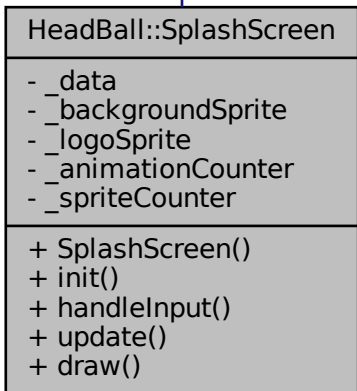 HeadBall::SplashScreen
- _data
- _backgroundSprite
- _logoSprite
- _animationCounter
- _spriteCounter
+ SplashScreen()
+ init()
+ handleInput()
+ update()
+ draw()